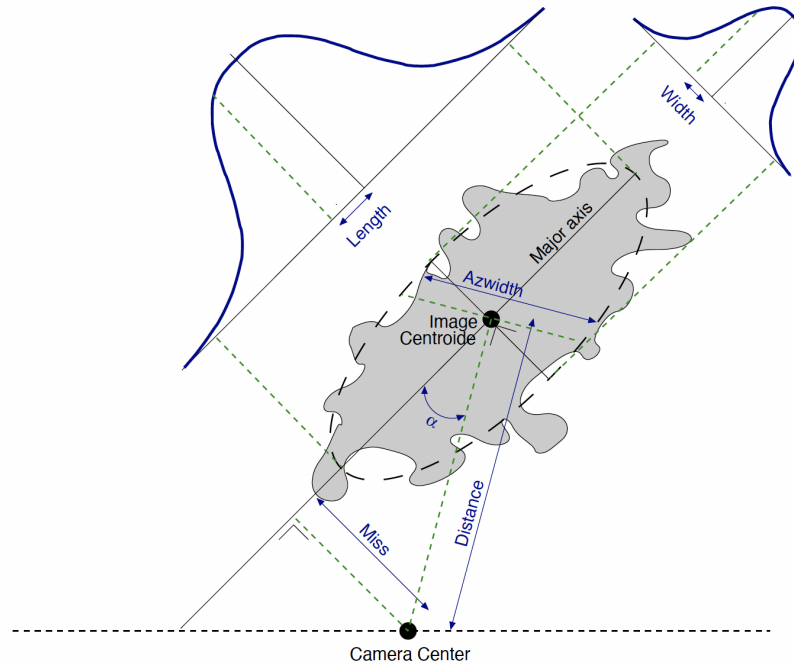 Width
Length
Major axis
Azwidth
Image
Centroide
α
Distance
Miss
Camera Center